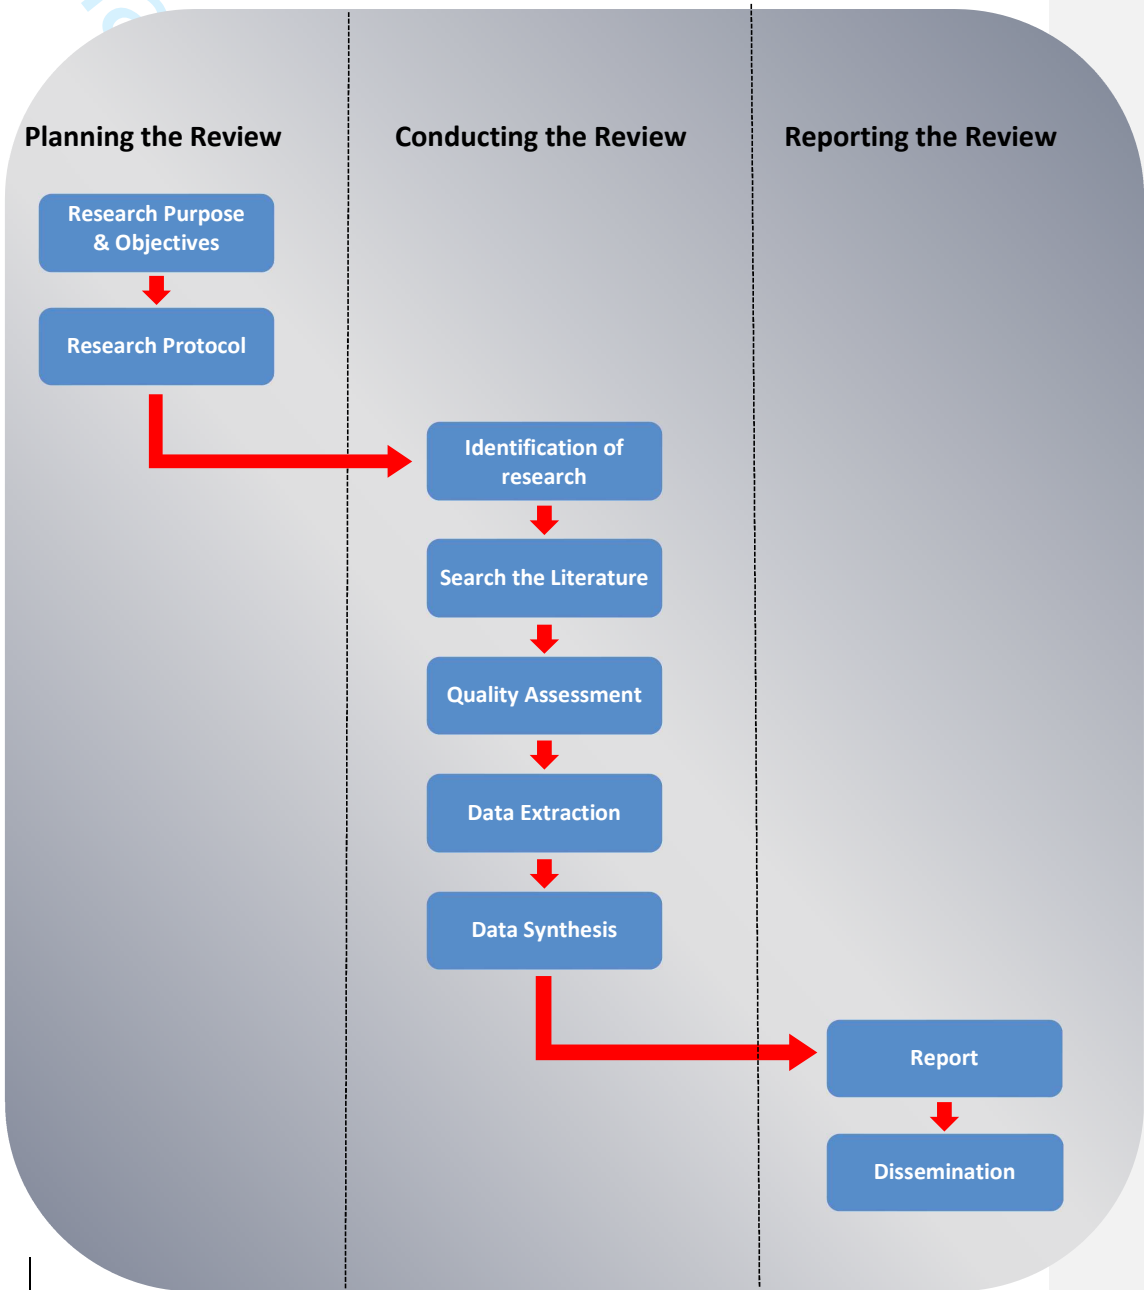 Planning the Review
Conducting the Review
Reporting the Review
Research Purpose
& Objectives
Research Protocol
Identification of
research
Search the Literature
Quality Assessment
Data Extraction
Data Synthesis
Report
Dissemination